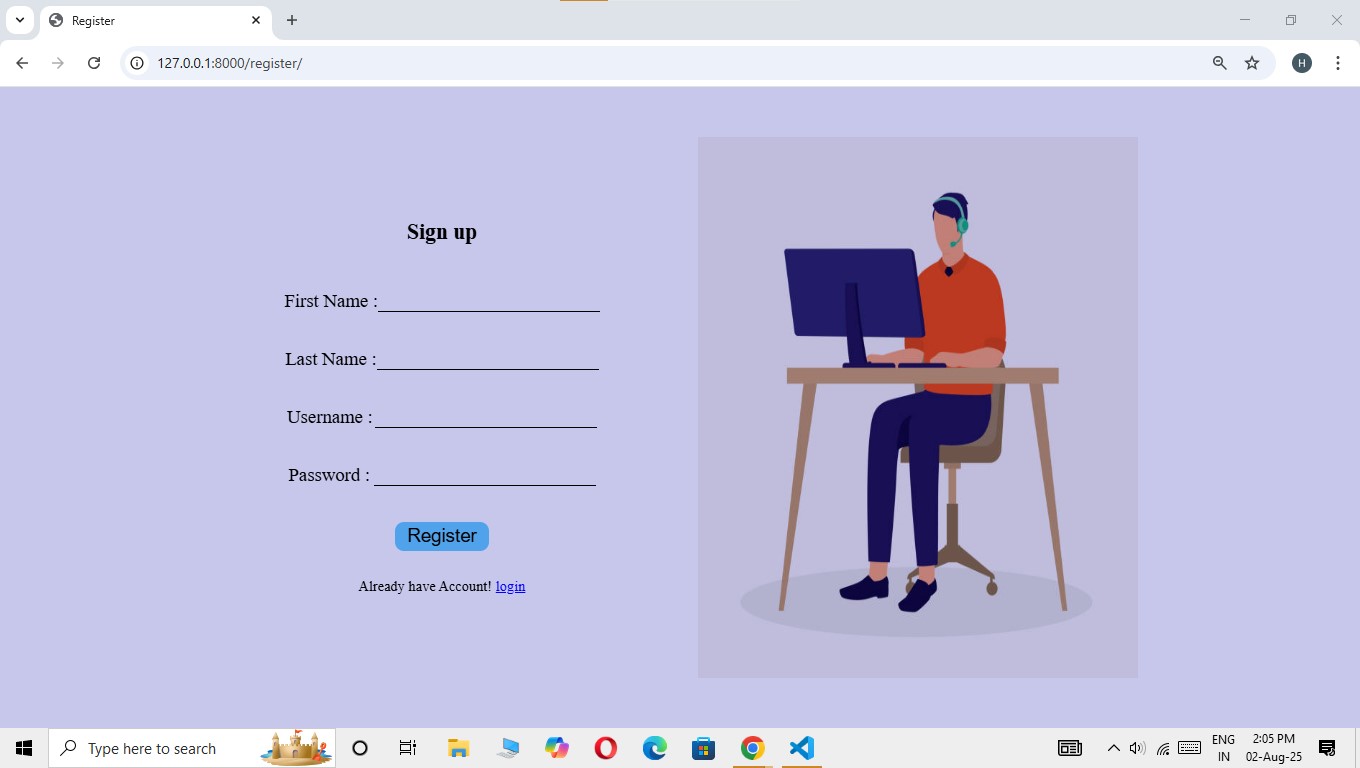 Register
127.0.0.1:8000/register/
H
Sign up
First Name :
Last Name :
Username :
Password :
Register
Already have Account! login
Type here to search
ENG
IN
2:05 PM
02-Aug-25